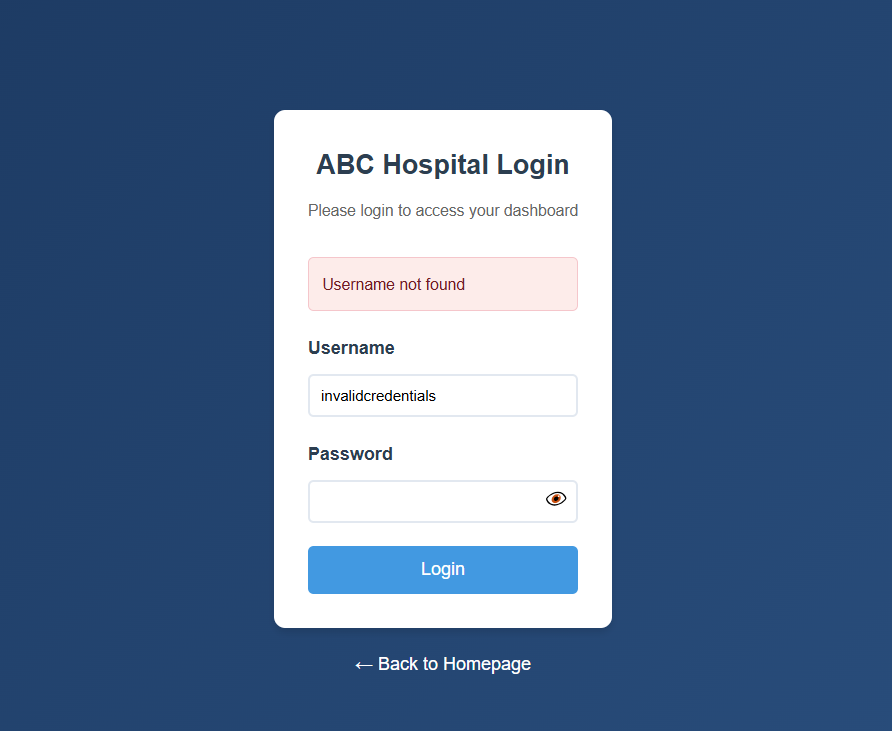 ABC Hospital Login
Please login to access your dashboard
Username not found
Username
invalidcredentials
Password
Login
← Back to Homepage